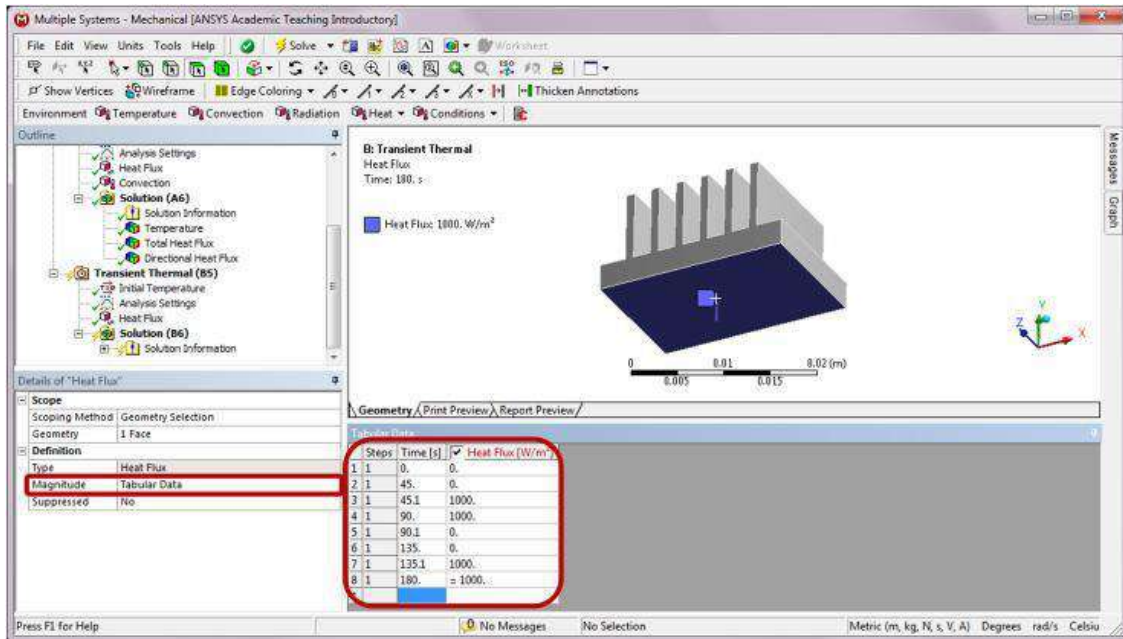 Multiple Systems - Mechanical [ANSYS Academic Teaching Introductory]
File Edit View Units Tools Help Solve Worksheet
Show Vertices Wireframe Edge Coloring Thicken Annotations
Environment Temperature Convection Radiation Heat Conditions
Outline
Analysis Settings
Heat Flux
Convection
Solution (A6)
Solution Information
Temperature
Total Heat Flux
Directional Heat Flux
Transient Thermal (B5)
Initial Temperature
Analysis Settings
Heat Flux
Solution (B6)
Solution Information
Details of "Heat Flux"
Scope
Scoping Method Geometry Selection
Geometry 1 Face
Definition
Type Heat Flux
Magnitude Tabular Data
Suppressed No
B: Transient Thermal
Heat Flux
Time: 180. s
Heat Flux: 1000. W/m²
Y
Z
X
0 0.01 0.02 (m)
0.005 0.015
Geometry Print Preview Report Preview
Messages
Graph
Tabular Data
Steps Time [s] Heat Flux [W/m²]
1 1 0. 0.
2 1 45. 0.
3 1 45.1 1000.
4 1 90. 1000.
5 1 90.1 0.
6 1 135. 0.
7 1 135.1 1000.
8 1 180. = 1000.
Press F1 for Help No Messages No Selection Metric (m, kg, N, s, V, A) Degrees rad/s Celsiu